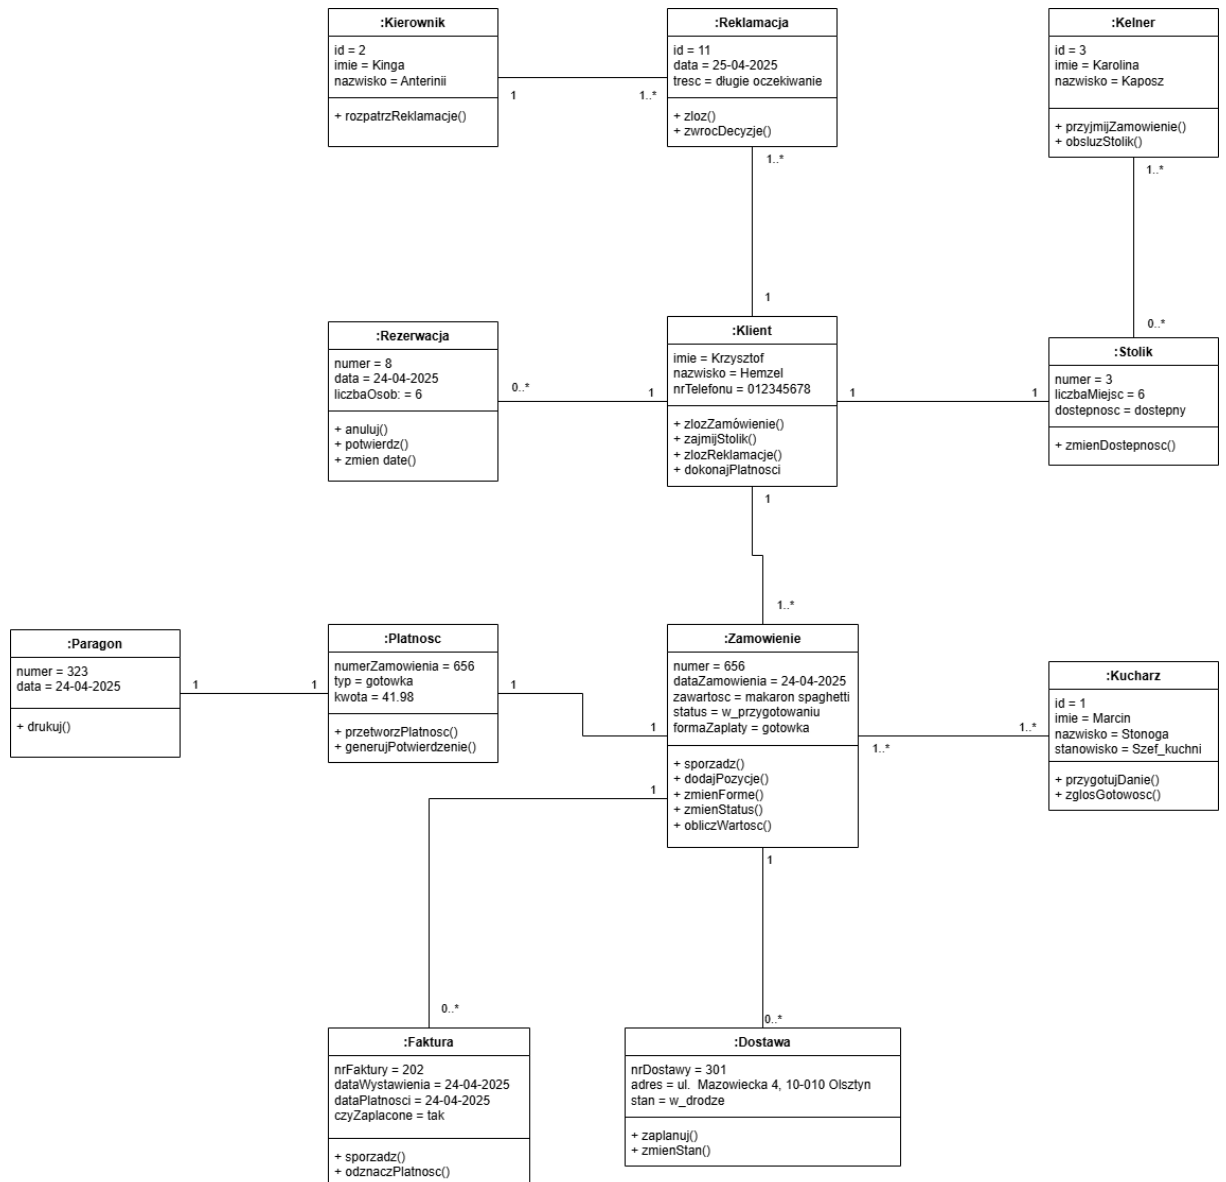 :Kierownik
id = 2
imie = Kinga
nazwisko = Anterinii
+ rozpatrzReklamacje()
1
1..*
:Reklamacja
id = 11
data = 25-04-2025
tresc = długie oczekiwanie
+ zloz()
+ zwrocDecyzje()
1..*
1
:Kelner
id = 3
imie = Karolina
nazwisko = Kaposz
+ przyjmijZamowienie()
+ obsluzStolik()
1..*
0..*
:Rezerwacja
numer = 8
data = 24-04-2025
liczbaOsob: = 6
+ anuluj()
+ potwierdz()
+ zmien date()
0..*
1
:Klient
imie = Krzysztof
nazwisko = Hemzel
nrTelefonu = 012345678
+ zlozZamówienie()
+ zajmijStolik()
+ zlozReklamacje()
+ dokonajPlatnosci
1
1
:Stolik
numer = 3
liczbaMiejsc = 6
dostepnosc = dostepny
+ zmienDostepnosc()
1
1..*
:Paragon
numer = 323
data = 24-04-2025
+ drukuj()
1
1
:Platnosc
numerZamowienia = 656
typ = gotowka
kwota = 41.98
+ przetworzPlatnosc()
+ generujPotwierdzenie()
1
1
:Zamowienie
numer = 656
dataZamowienia = 24-04-2025
zawartosc = makaron spaghetti
status = w_przygotowaniu
formaZaplaty = gotowka
+ sporzadz()
+ dodajPozycje()
+ zmienForme()
+ zmienStatus()
+ obliczWartosc()
1..*
1..*
:Kucharz
id = 1
imie = Marcin
nazwisko = Stonoga
stanowisko = Szef_kuchni
+ przygotujDanie()
+ zglosGotowosc()
1
1
0..*
0..*
:Faktura
nrFaktury = 202
dataWystawienia = 24-04-2025
dataPlatnosci = 24-04-2025
czyZaplacone = tak
+ sporzadz()
+ odznaczPlatnosc()
:Dostawa
nrDostawy = 301
adres = ul. Mazowiecka 4, 10-010 Olsztyn
stan = w_drodze
+ zaplanuj()
+ zmienStan()